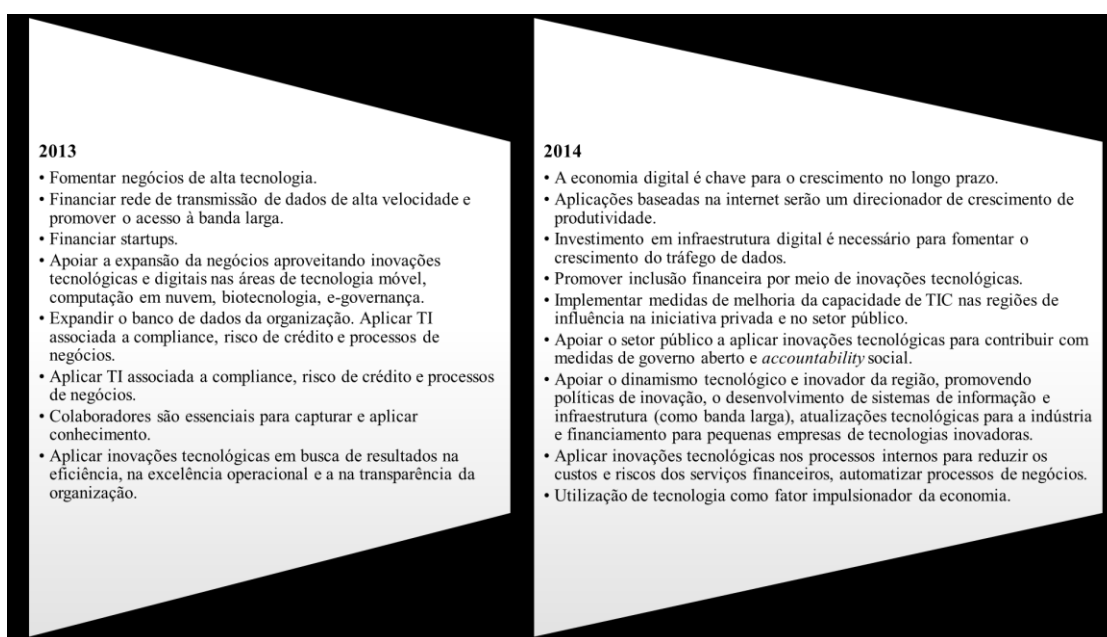 2013
• Fomentar negócios de alta tecnologia.
• Financiar rede de transmissão de dados de alta velocidade e
promover o acesso à banda larga.
• Financiar startups.
• Apoiar a expansão da negócios aproveitando inovações
tecnológicas e digitais nas áreas de tecnologia móvel,
computação em nuvem, biotecnologia, e-governança.
• Expandir o banco de dados da organização. Aplicar TI
associada a compliance, risco de crédito e processos de
negócios.
• Aplicar TI associada a compliance, risco de crédito e processos
de negócios.
• Colaboradores são essenciais para capturar e aplicar
conhecimento.
• Aplicar inovações tecnológicas em busca de resultados na
eficiência, na excelência operacional e a na transparência da
organização.
2014
• A economia digital é chave para o crescimento no longo prazo.
• Aplicações baseadas na internet serão um direcionador de crescimento de
produtividade.
• Investimento em infraestrutura digital é necessário para fomentar o
crescimento do tráfego de dados.
• Promover inclusão financeira por meio de inovações tecnológicas.
• Implementar medidas de melhoria da capacidade de TIC nas regiões de
influência na iniciativa privada e no setor público.
• Apoiar o setor público a aplicar inovações tecnológicas para contribuir com
medidas de governo aberto e accountability social.
• Apoiar o dinamismo tecnológico e inovador da região, promovendo
políticas de inovação, o desenvolvimento de sistemas de informação e
infraestrutura (como banda larga), atualizações tecnológicas para a indústria
e financiamento para pequenas empresas de tecnologias inovadoras.
• Aplicar inovações tecnológicas nos processos internos para reduzir os
custos e riscos dos serviços financeiros, automatizar processos de negócios.
• Utilização de tecnologia como fator impulsionador da economia.